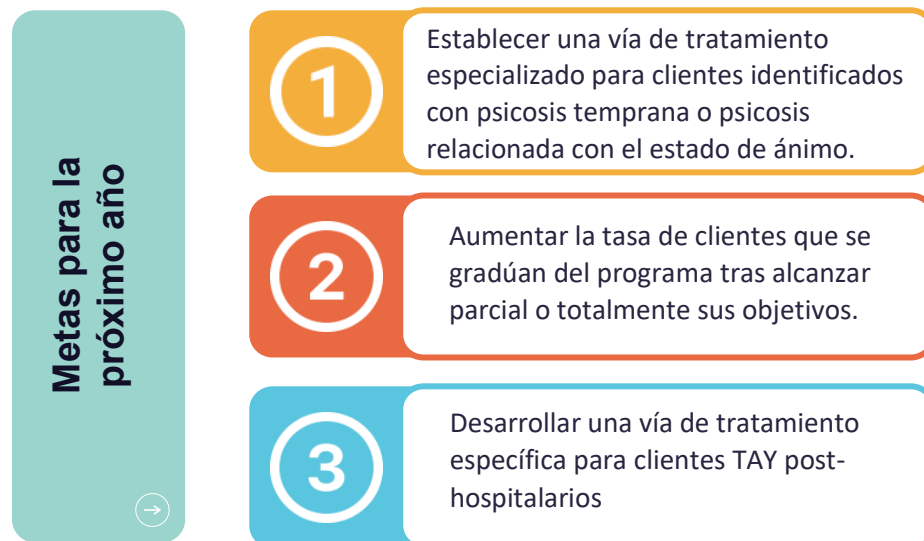 Metas para la
próximo año
1
Establecer una vía de tratamiento
especializado para clientes identificados
con psicosis temprana o psicosis
relacionada con el estado de ánimo.
2
Aumentar la tasa de clientes que se
gradúan del programa tras alcanzar
parcial o totalmente sus objetivos.
3
Desarrollar una vía de tratamiento
específica para clientes TAY post-
hospitalarios